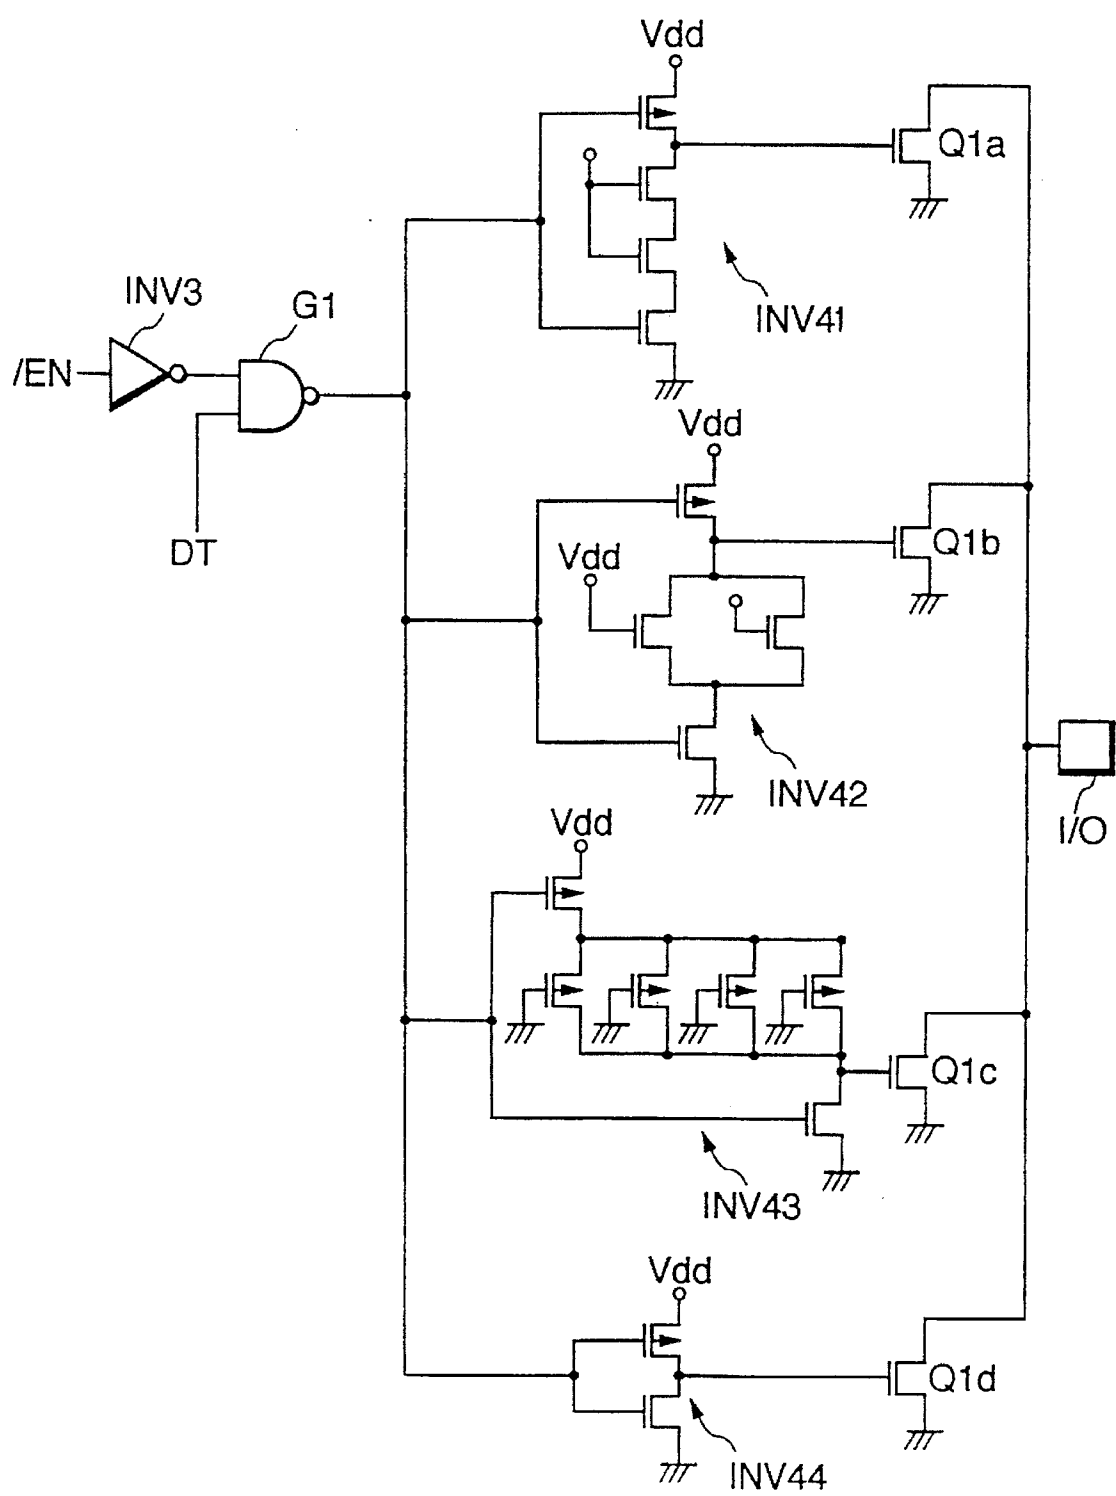 Vdd
Q1a
INV41
INV3
G1
/EN
DT
Vdd
Vdd
Q1b
INV42
I/O
Vdd
Q1c
INV43
Vdd
Q1d
INV44